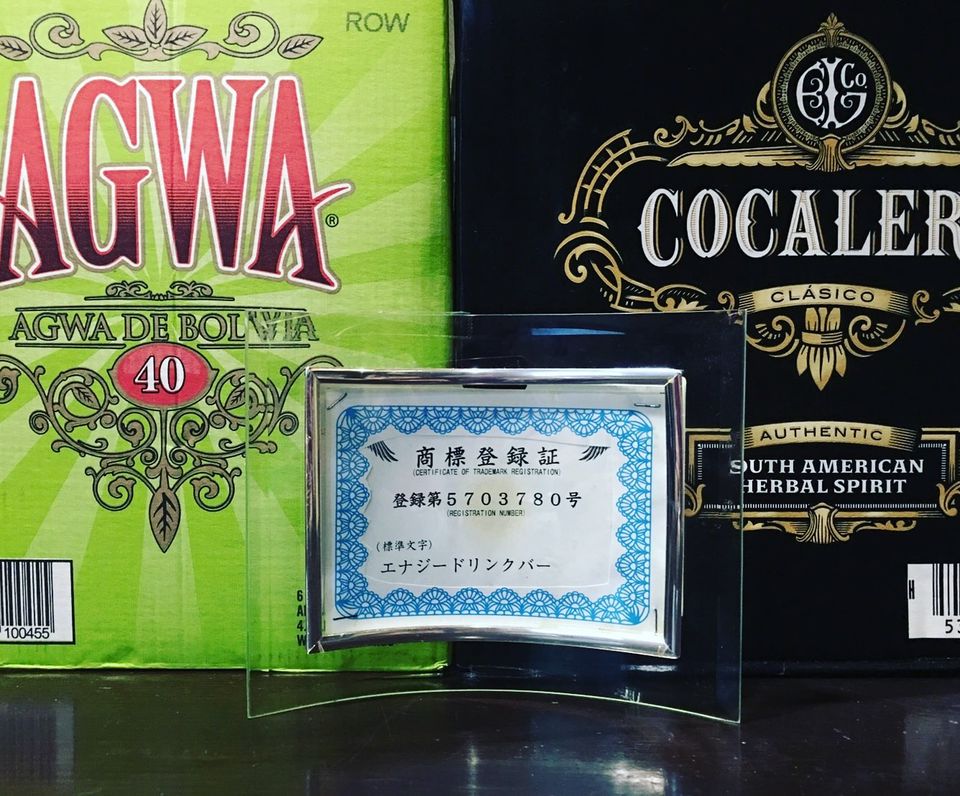 ROW
AGWA®
AGWA DE BOLIVIA
40
100455
EIG Co.
COCALER
CLÁSICO
AUTHENTIC
SOUTH AMERICAN
HERBAL SPIRIT
商標登録証
(CERTIFICATE OF TRADEMARK REGISTRATION)
登録第5703780号
(REGISTRATION NUMBER)
(標準文字)
エナジードリンクバー